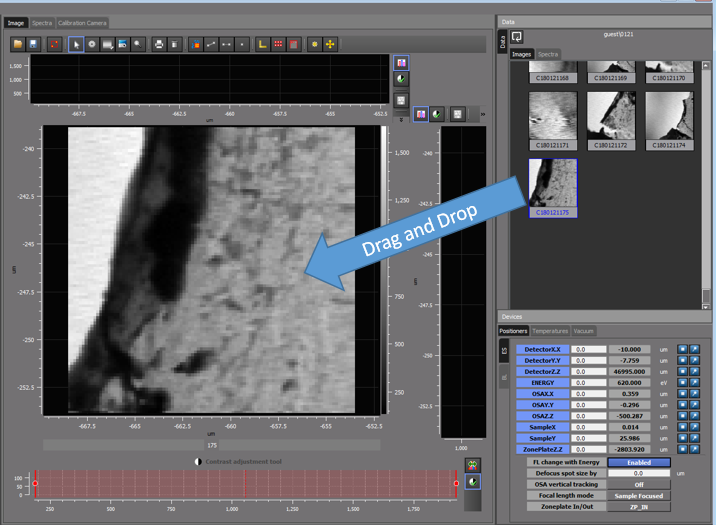 Image Spectra Calibration Camera
1,500
1,000
500
0
-667.5 -665 -662.5 -660 -657.5 -655 -652.5
um
-240
-242.5
-245
-247.5
-250
-252.5
um
1,500
1,250
750
500
250
-667.5 -665 -662.5 -660 -657.5 -655 -652.5
um
175
-240
-242.5
-245
-247.5
-250
-252.5
um
1.000
Drag and Drop
Contrast adjustment tool
100
50
0
250 500 750 1,000 1,250 1,500 1,750
Data
Data
guest\0121
Images Spectra
C180121168 C180121169 C180121170
C180121171 C180121172 C180121174
C180121175
Devices
Positioners Temperatures Vacuum
ES
BL
DetectorX.X 0.0 -10.000 um
DetectorY.Y 0.0 -7.759 um
DetectorZ.Z 0.0 46995.000 um
ENERGY 0.0 620.000 eV
OSAX.X 0.0 0.359 um
OSAY.Y 0.0 -0.296 um
OSAZ.Z 0.0 -500.287 um
SampleX 0.0 0.014 um
SampleY 0.0 25.986 um
ZonePlateZ.Z 0.0 -2803.920 um
FL change with Energy Enabled
Defocus spot size by 0.0 um
OSA vertical tracking Off
Focal length mode Sample Focused
Zoneplate In/Out ZP_IN